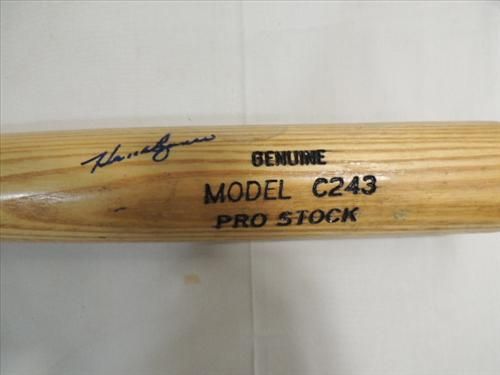 GENUINE
MODEL C243
PRO STOCK